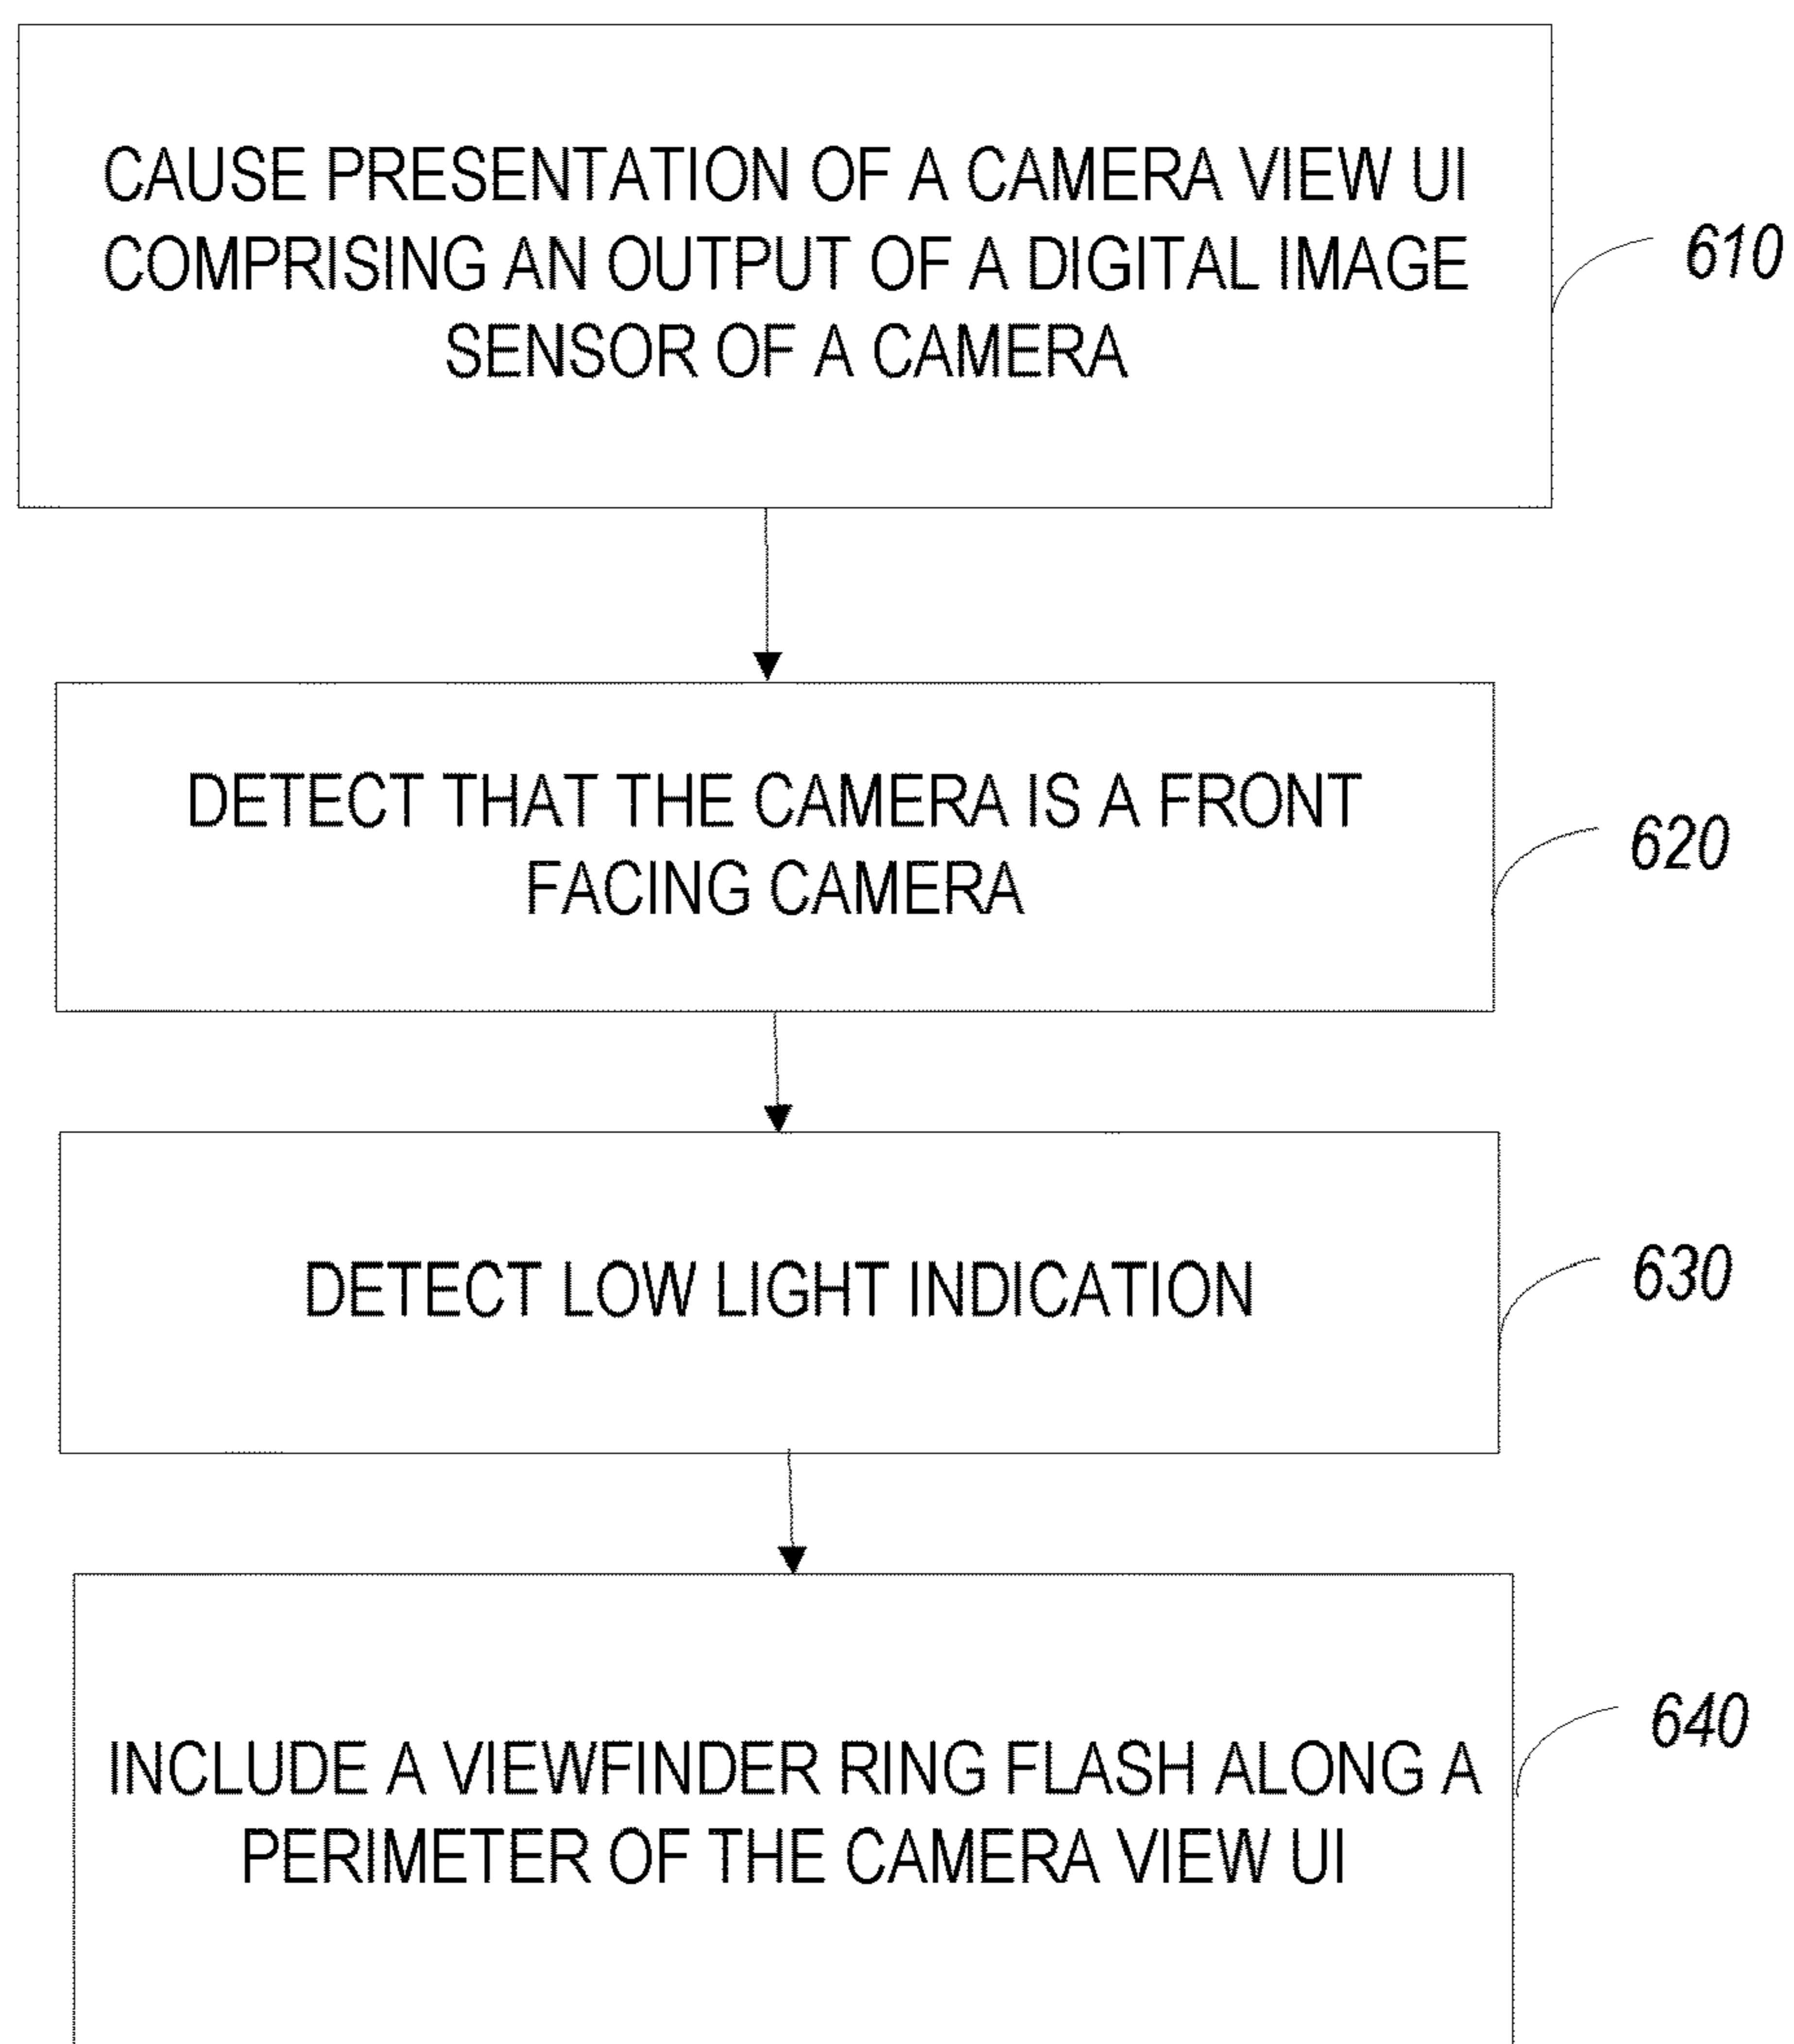 CAUSE PRESENTATION OF A CAMERA VIEW UI
COMPRISING AN OUTPUT OF A DIGITAL IMAGE
SENSOR OF A CAMERA
610
DETECT THAT THE CAMERA IS A FRONT
FACING CAMERA
620
DETECT LOW LIGHT INDICATION
630
INCLUDE A VIEWFINDER RING FLASH ALONG A
PERIMETER OF THE CAMERA VIEW UI
640